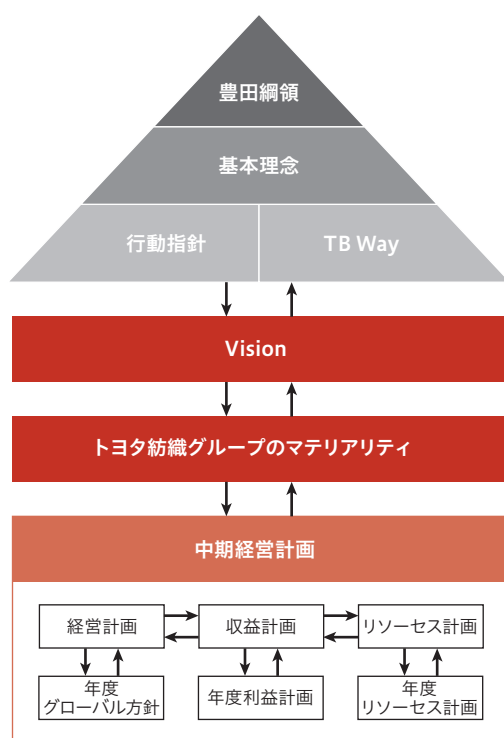 豊田綱領
基本理念
行動指針
TB Way
Vision
トヨタ紡織グループのマテリアリティ
中期経営計画
経営計画
収益計画
リソーセス計画
年度
グローバル方針
年度利益計画
年度
リソーセス計画